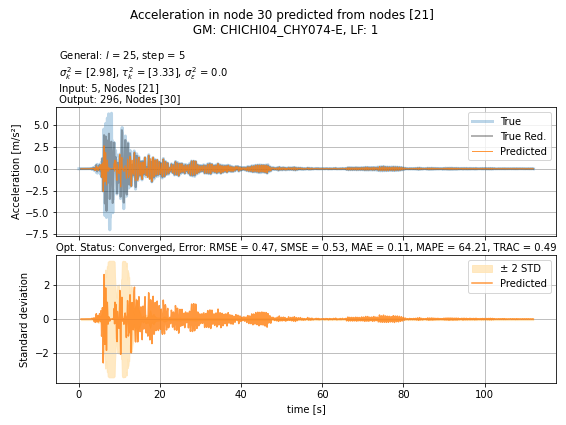 Acceleration in node 30 predicted from nodes [21]
GM: CHICHI04_CHY074-E, LF: 1
General: l = 25, step = 5
σ²ₖ = [2.98], τ²ₖ = [3.33], σ²ε = 0.0
Input: 5, Nodes [21]
Output: 296, Nodes [30]
Acceleration [m/s²]
5.0
2.5
0.0
−2.5
−5.0
−7.5
True
True Red.
Predicted
Opt. Status: Converged, Error: RMSE = 0.47, SMSE = 0.53, MAE = 0.11, MAPE = 64.21, TRAC = 0.49
Standard deviation
2
0
−2
± 2 STD
Predicted
0
20
40
60
80
100
time [s]